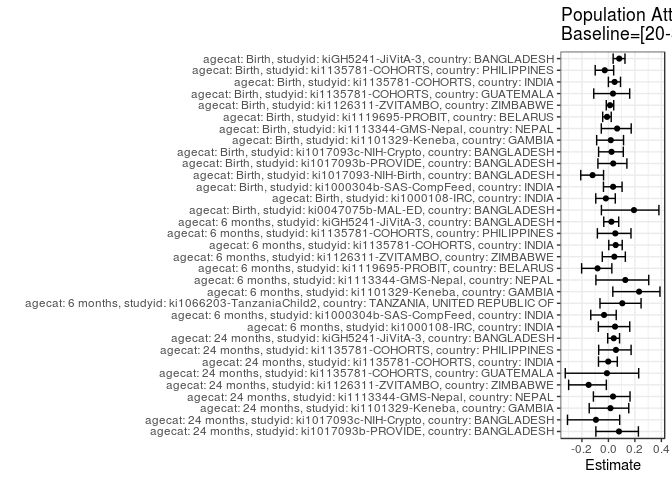 Population Att
Baseline=[20-
agecat: Birth, studyid: kiGH5241-JiVitA-3, country: BANGLADESH
agecat: Birth, studyid: ki1135781-COHORTS, country: PHILIPPINES
agecat: Birth, studyid: ki1135781-COHORTS, country: INDIA
agecat: Birth, studyid: ki1135781-COHORTS, country: GUATEMALA
agecat: Birth, studyid: ki1126311-ZVITAMBO, country: ZIMBABWE
agecat: Birth, studyid: ki1119695-PROBIT, country: BELARUS
agecat: Birth, studyid: ki1113344-GMS-Nepal, country: NEPAL
agecat: Birth, studyid: ki1101329-Keneba, country: GAMBIA
agecat: Birth, studyid: ki1017093c-NIH-Crypto, country: BANGLADESH
agecat: Birth, studyid: ki1017093b-PROVIDE, country: BANGLADESH
agecat: Birth, studyid: ki1017093-NIH-Birth, country: BANGLADESH
agecat: Birth, studyid: ki1000304b-SAS-CompFeed, country: INDIA
agecat: Birth, studyid: ki1000108-IRC, country: INDIA
agecat: Birth, studyid: ki0047075b-MAL-ED, country: BANGLADESH
agecat: 6 months, studyid: kiGH5241-JiVitA-3, country: BANGLADESH
agecat: 6 months, studyid: ki1135781-COHORTS, country: PHILIPPINES
agecat: 6 months, studyid: ki1135781-COHORTS, country: INDIA
agecat: 6 months, studyid: ki1126311-ZVITAMBO, country: ZIMBABWE
agecat: 6 months, studyid: ki1119695-PROBIT, country: BELARUS
agecat: 6 months, studyid: ki1113344-GMS-Nepal, country: NEPAL
agecat: 6 months, studyid: ki1101329-Keneba, country: GAMBIA
agecat: 6 months, studyid: ki1066203-TanzaniaChild2, country: TANZANIA, UNITED REPUBLIC OF
agecat: 6 months, studyid: ki1000304b-SAS-CompFeed, country: INDIA
agecat: 6 months, studyid: ki1000108-IRC, country: INDIA
agecat: 24 months, studyid: kiGH5241-JiVitA-3, country: BANGLADESH
agecat: 24 months, studyid: ki1135781-COHORTS, country: PHILIPPINES
agecat: 24 months, studyid: ki1135781-COHORTS, country: INDIA
agecat: 24 months, studyid: ki1135781-COHORTS, country: GUATEMALA
agecat: 24 months, studyid: ki1126311-ZVITAMBO, country: ZIMBABWE
agecat: 24 months, studyid: ki1113344-GMS-Nepal, country: NEPAL
agecat: 24 months, studyid: ki1101329-Keneba, country: GAMBIA
agecat: 24 months, studyid: ki1017093c-NIH-Crypto, country: BANGLADESH
agecat: 24 months, studyid: ki1017093b-PROVIDE, country: BANGLADESH
-0.2 0.0 0.2 0.4
Estimate